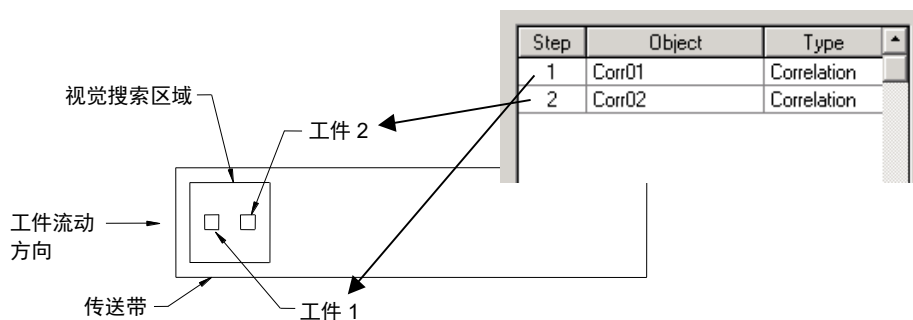 Step Object Type
1 Corr01 Correlation
2 Corr02 Correlation
视觉搜索区域
工件 2
工件流动
方向
传送带
工件 1